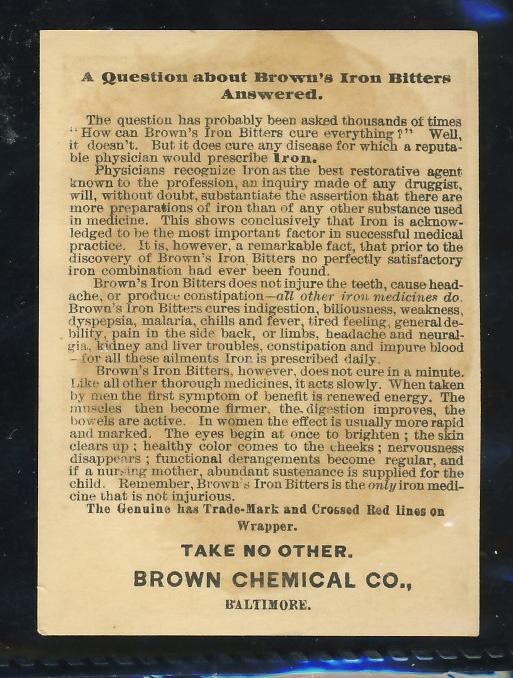 A Question about Brown's Iron Bitters
Answered.
The question has probably been asked thousands of times
"How can Brown's Iron Bitters cure everything?" Well,
it doesn't. But it does cure any disease for which a reputa-
ble physician would prescribe Iron.
Physicians recognize Iron as the best restorative agent
known to the profession, an inquiry made of any druggist,
will, without doubt, substantiate the assertion that there are
more preparations of iron than of any other substance used
in medicine. This shows conclusively that Iron is acknow-
ledged to be the most important factor in successful medical
practice. It is, however, a remarkable fact, that prior to the
discovery of Brown's Iron Bitters no perfectly satisfactory
iron combination had ever been found.
Brown's Iron Bitters does not injure the teeth, cause head-
ache, or produce constipation—all other iron medicines do.
Brown's Iron Bitters cures indigestion, biliousness, weakness,
dyspepsia, malaria, chills and fever, tired feeling, general de-
bility, pain in the side back, or limbs, headache and neural-
gia, kidney and liver troubles, constipation and impure blood
—for all these ailments Iron is prescribed daily.
Brown's Iron Bitters, however, does not cure in a minute.
Like all other thorough medicines, it acts slowly. When taken
by men the first symptom of benefit is renewed energy. The
muscles then become firmer, the digestion improves, the
bowels are active. In women the effect is usually more rapid
and marked. The eyes begin at once to brighten; the skin
clears up; healthy color comes to the cheeks; nervousness
disappears; functional derangements become regular, and
if a nursing mother, abundant sustenance is supplied for the
child. Remember, Brown's Iron Bitters is the only iron medi-
cine that is not injurious.
The Genuine has Trade-Mark and Crossed Red lines on
Wrapper.
TAKE NO OTHER.
BROWN CHEMICAL CO.,
BALTIMORE.